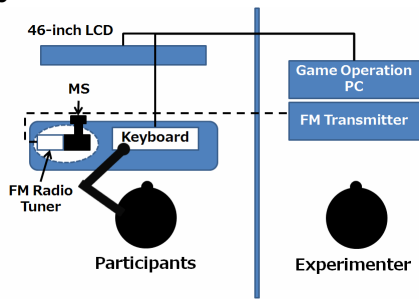 46-inch LCD
MS
Keyboard
FM Radio
Tuner
Participants
Game Operation
PC
FM Transmitter
Experimenter